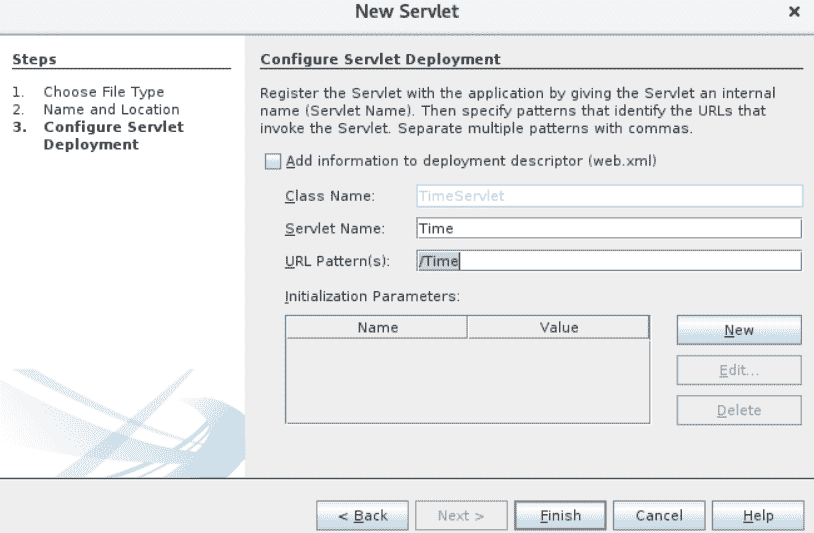 New Servlet
Steps
1. Choose File Type
2. Name and Location
3. Configure Servlet
Deployment
Configure Servlet Deployment
Register the Servlet with the application by giving the Servlet an internal
name (Servlet Name). Then specify patterns that identify the URLs that
invoke the Servlet. Separate multiple patterns with commas.
Add information to deployment descriptor (web.xml)
Class Name: TimeServlet
Servlet Name: Time
URL Pattern(s): /Time
Initialization Parameters:
Name Value
New
Edit...
Delete
< Back Next > Finish Cancel Help